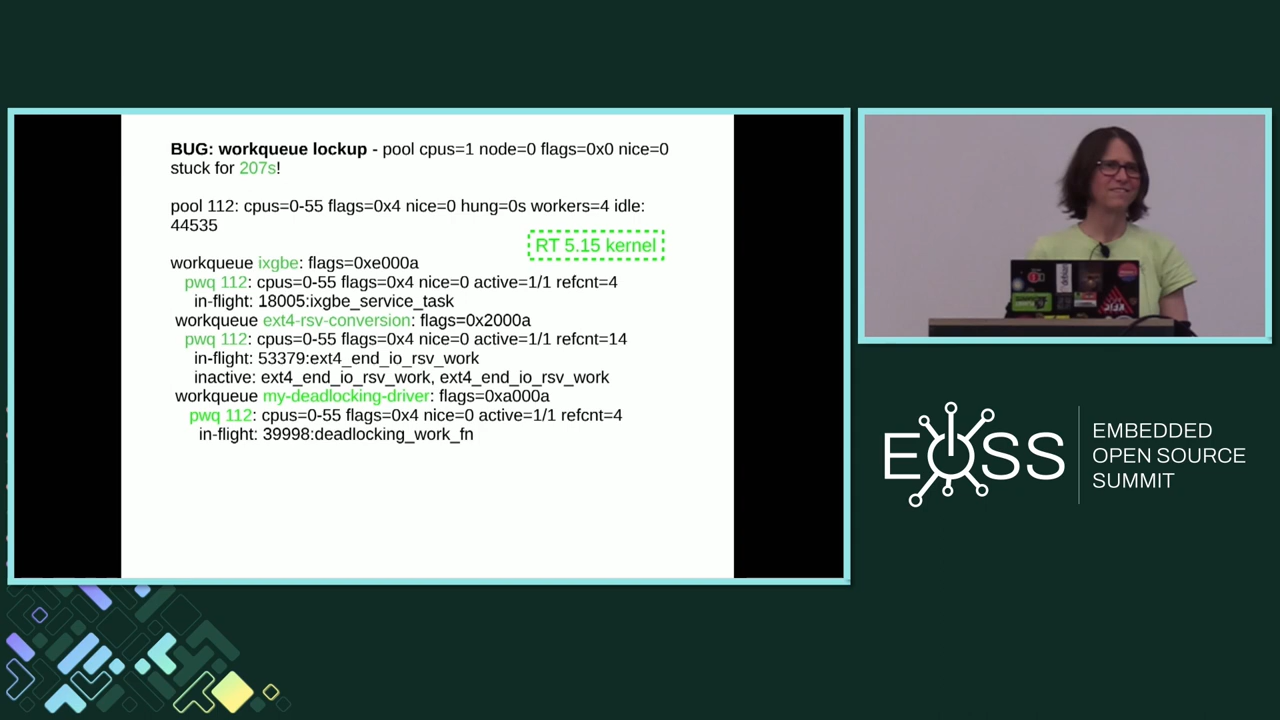 BUG: workqueue lockup - pool cpus=1 node=0 flags=0x0 nice=0
stuck for 207s!
pool 112: cpus=0-55 flags=0x4 nice=0 hung=0s workers=4 idle:
44535
RT 5.15 kernel
workqueue ixgbe: flags=0xe000a
pwq 112: cpus=0-55 flags=0x4 nice=0 active=1/1 refcnt=4
in-flight: 18005:ixgbe_service_task
workqueue ext4-rsv-conversion: flags=0x2000a
pwq 112: cpus=0-55 flags=0x4 nice=0 active=1/1 refcnt=14
in-flight: 53379:ext4_end_io_rsv_work
inactive: ext4_end_io_rsv_work, ext4_end_io_rsv_work
workqueue my-deadlocking-driver: flags=0xa000a
pwq 112: cpus=0-55 flags=0x4 nice=0 active=1/1 refcnt=4
in-flight: 39998:deadlocking_work_fn
EOSS
EMBEDDED
OPEN SOURCE
SUMMIT